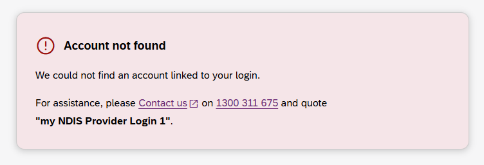 Account not found
We could not find an account linked to your login.
For assistance, please Contact us on 1300 311 675 and quote
"my NDIS Provider Login 1".